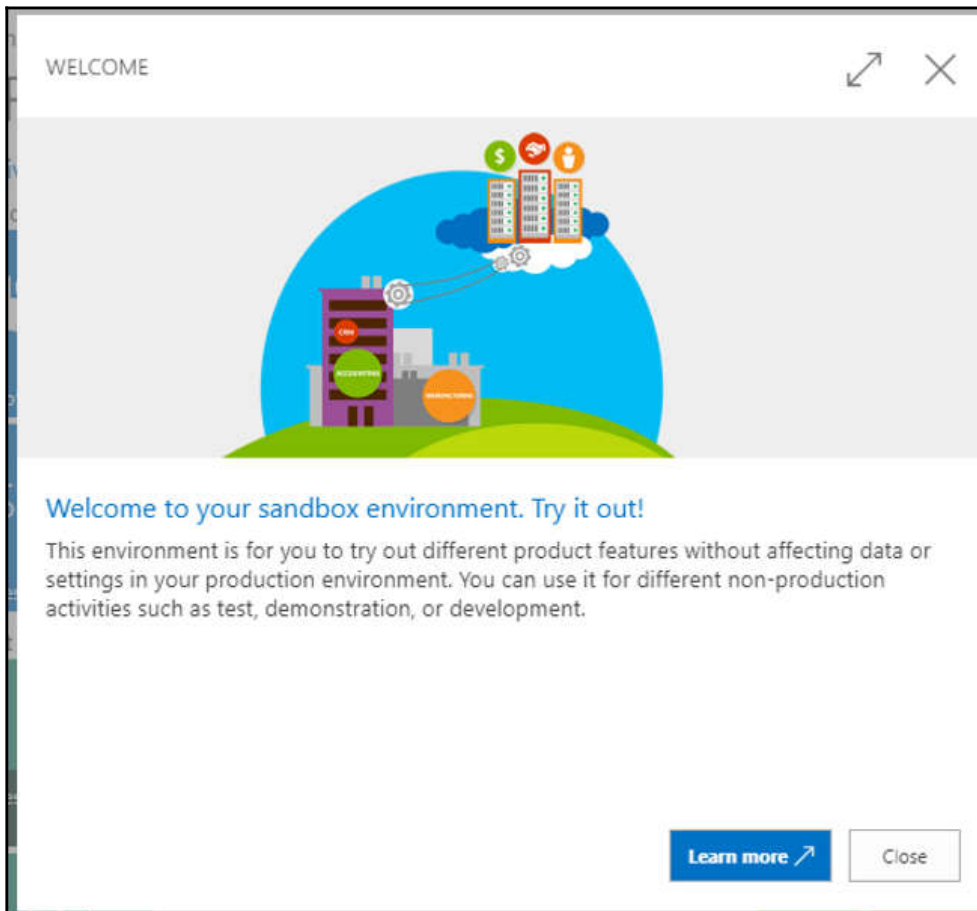 WELCOME
$
CRM
ACCOUNTING
MANUFACTURING
Welcome to your sandbox environment. Try it out!
This environment is for you to try out different product features without affecting data or
settings in your production environment. You can use it for different non-production
activities such as test, demonstration, or development.
Learn more
Close